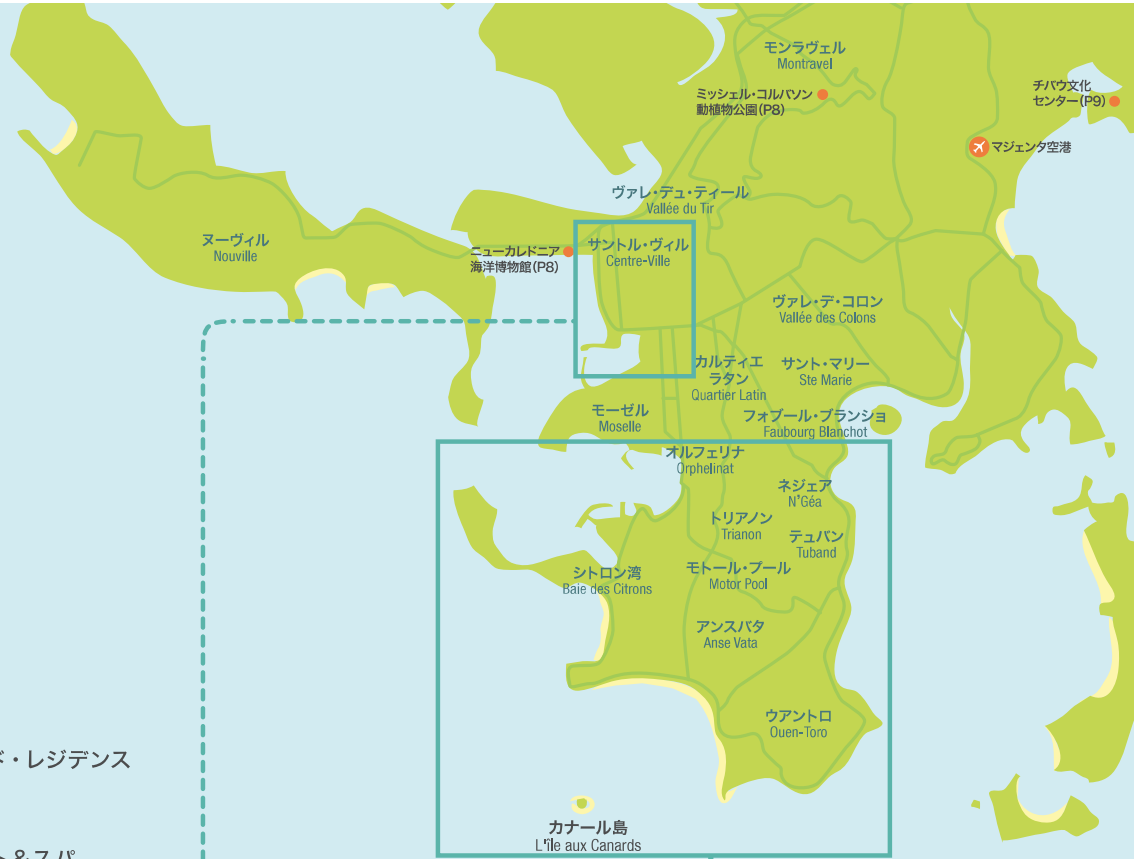 モンラヴェル
Montravel
ミッシェル・コルバソン
動植物公園(P8)
チバウ文化
センター(P9)
マジェンタ空港
ヴァレ・デュ・ティール
Vallée du Tir
ヌーヴィル
Nouville
ニューカレドニア
海洋博物館(P8)
サントル・ヴィル
Centre-Ville
ヴァレ・デ・コロン
Vallée des Colons
カルティエ
ラタン
Quartier Latin
サント・マリー
Ste Marie
モーゼル
Moselle
フォブール・ブランショ
Faubourg Blanchot
オルフェリナ
Orphelinat
ネジェア
N'Géa
トリアノン
Trianon
テュバン
Tuband
シトロン湾
Baie des Citrons
モトール・プール
Motor Pool
アンスバタ
Anse Vata
ウアントロ
Ouen-Toro
ド・レジデンス
カナール島
L'île aux Canards
&スパ